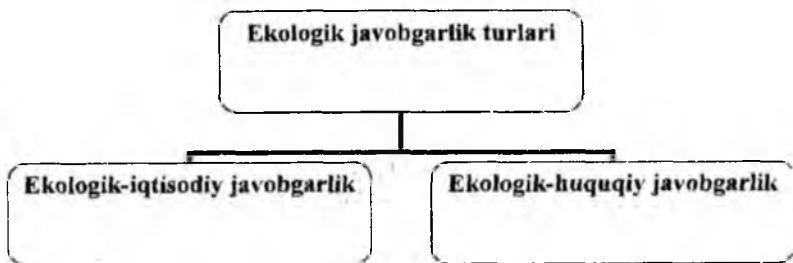 Ekologik javobgarlik turlari
Ekologik-iqtisodiy javobgarlik
Ekologik-huquqiy javobgarlik